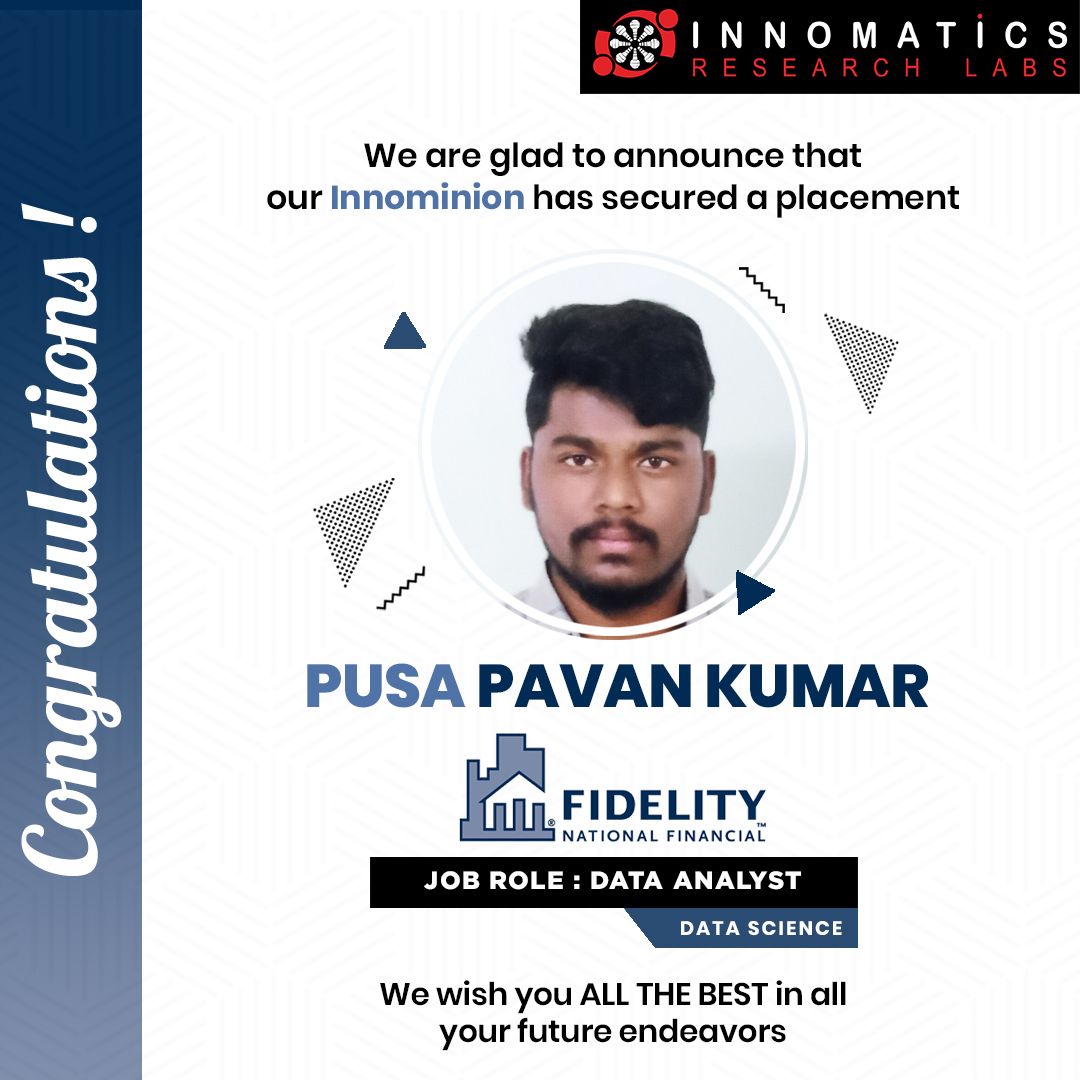 INNOMATICS
RESEARCH LABS
Congratulations !
We are glad to announce that
our Innominion has secured a placement
PUSA PAVAN KUMAR
FIDELITY™
NATIONAL FINANCIAL®
JOB ROLE : DATA ANALYST
DATA SCIENCE
We wish you ALL THE BEST in all
your future endeavors